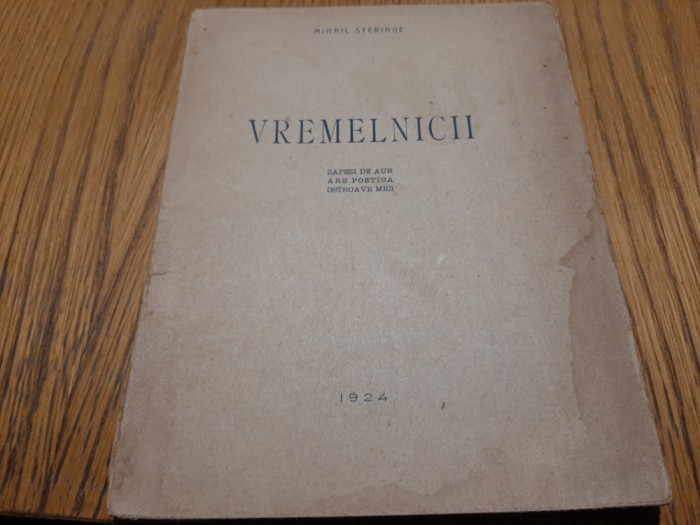 MIHAIL STERIADE
VREMELNICII
ZAPEZI DE AUR
ARS POETICA
OSTROAVE MICI
1924